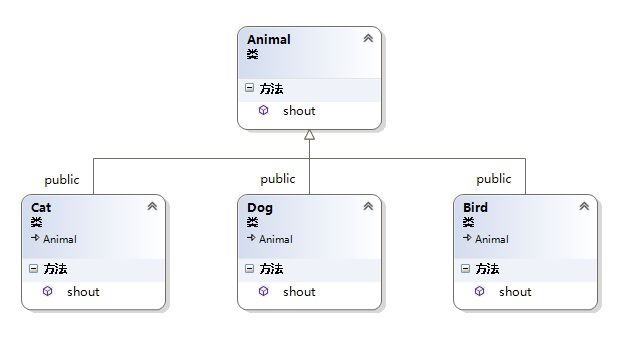 Animal
类
方法
shout
public
public
public
Cat
类
Animal
方法
shout
Dog
类
Animal
方法
shout
Bird
类
Animal
方法
shout